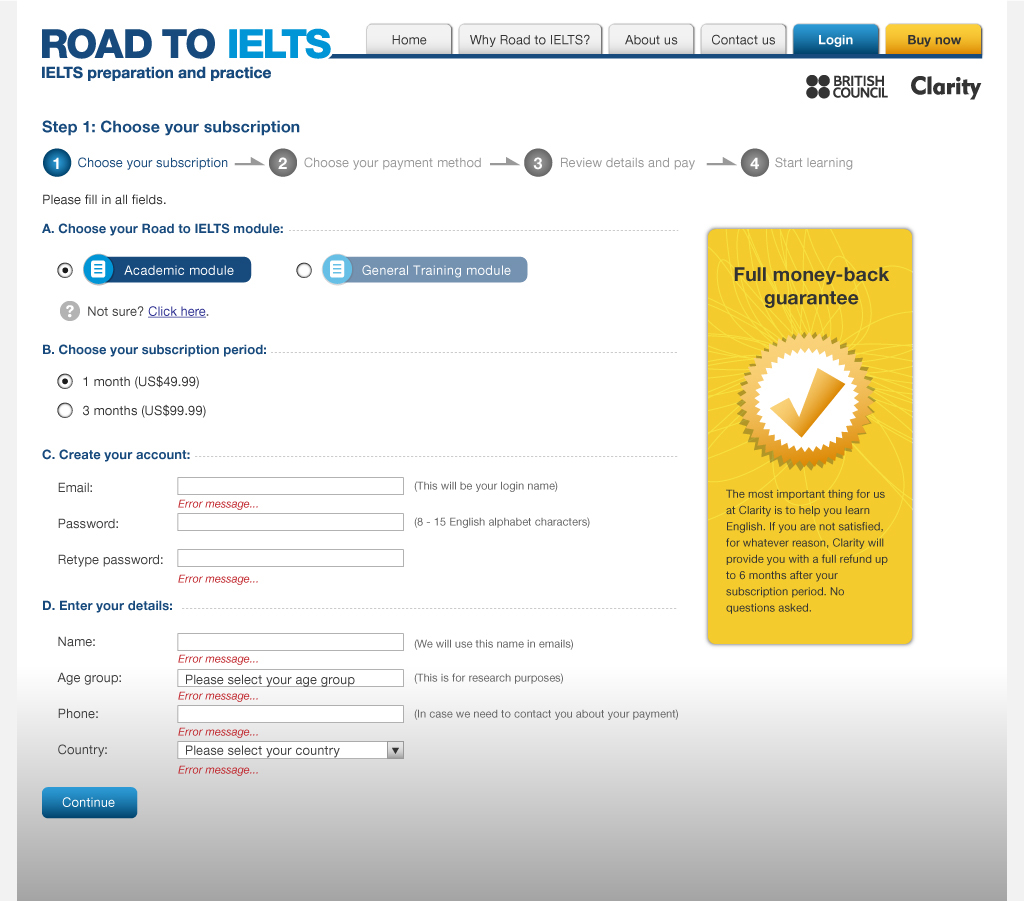 ROAD TO IELTS
IELTS preparation and practice
Home
Why Road to IELTS?
About us
Contact us
Login
Buy now
BRITISH
COUNCIL
Clarity
Step 1: Choose your subscription
1 Choose your subscription
2 Choose your payment method
3 Review details and pay
4 Start learning
Please fill in all fields.
A. Choose your Road to IELTS module:
Academic module
General Training module
? Not sure? Click here.
B. Choose your subscription period:
1 month (US$49.99)
3 months (US$99.99)
C. Create your account:
Email:
(This will be your login name)
Error message...
Password:
(8 - 15 English alphabet characters)
Retype password:
Error message...
D. Enter your details:
Name:
(We will use this name in emails)
Error message...
Age group:
Please select your age group
(This is for research purposes)
Error message...
Phone:
(In case we need to contact you about your payment)
Error message...
Country:
Please select your country
Error message...
Continue
Full money-back
guarantee
The most important thing for us
at Clarity is to help you learn
English. If you are not satisfied,
for whatever reason, Clarity will
provide you with a full refund up
to 6 months after your
subscription period. No
questions asked.